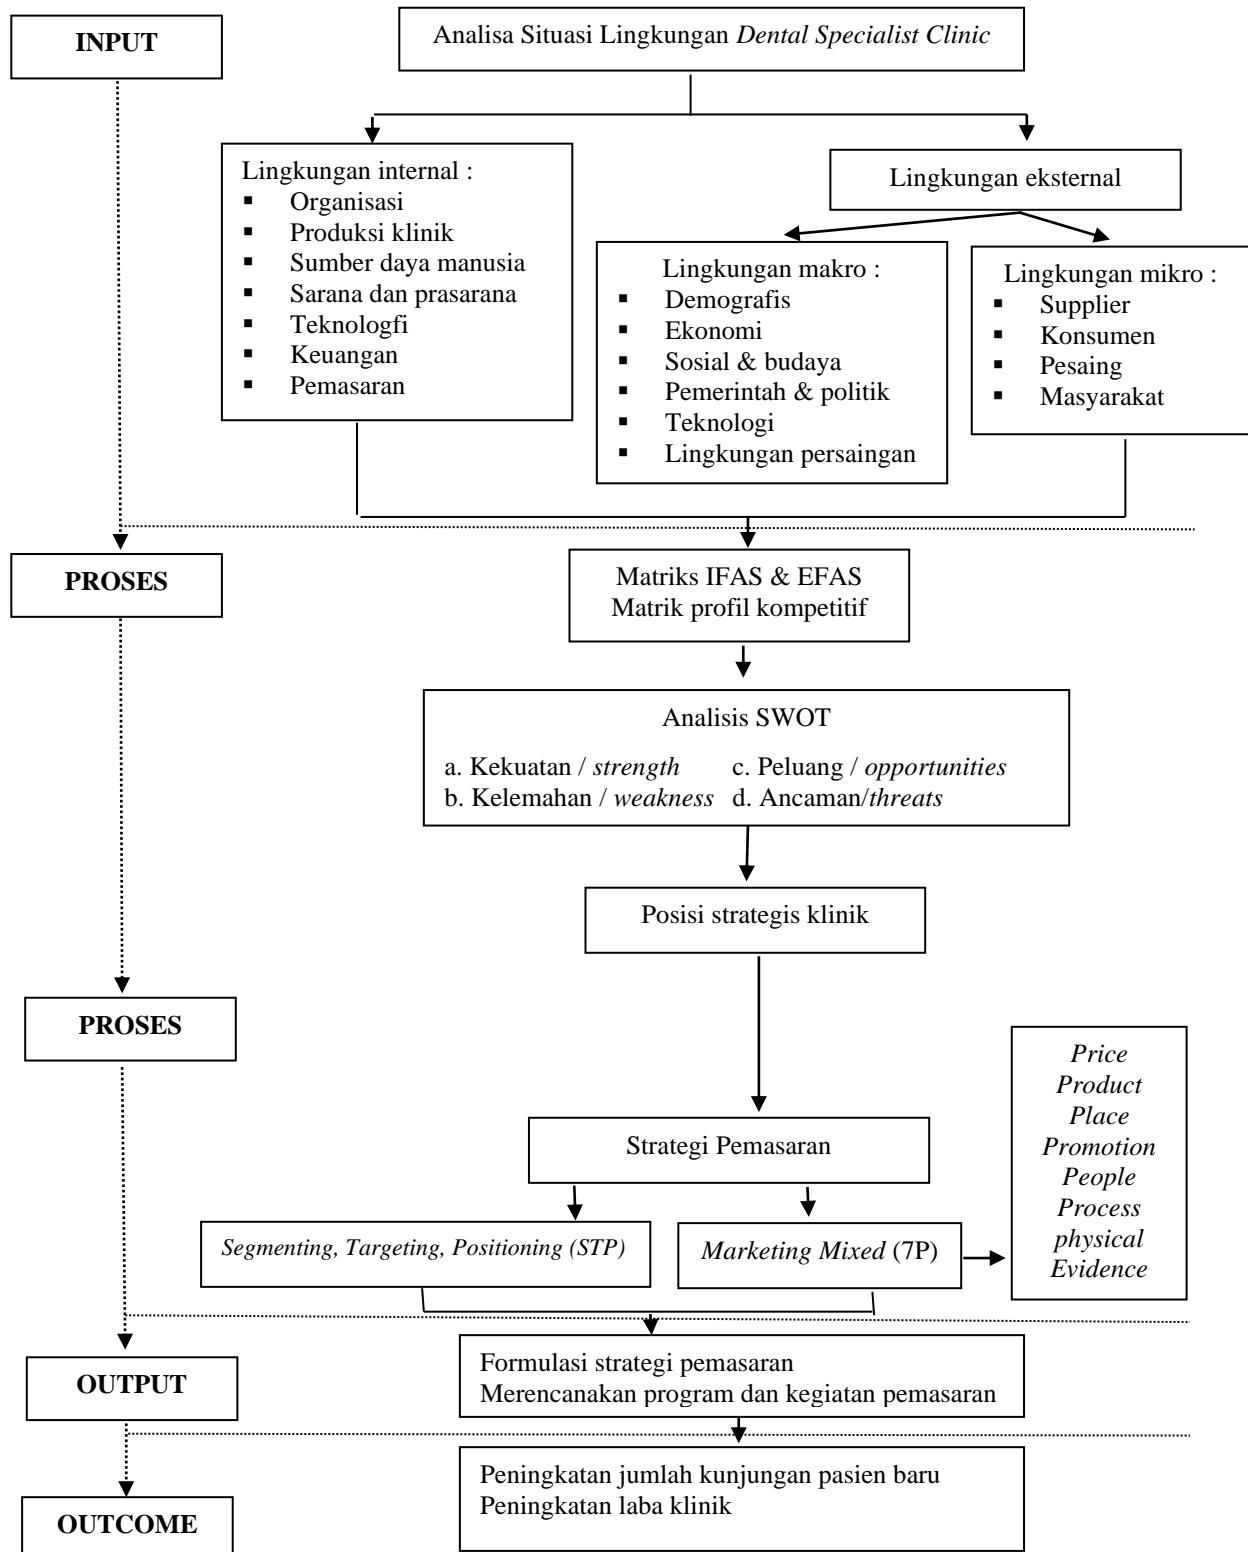 INPUT
Analisa Situasi Lingkungan Dental Specialist Clinic
Lingkungan internal :
▪ Organisasi
▪ Produksi klinik
▪ Sumber daya manusia
▪ Sarana dan prasarana
▪ Teknologfi
▪ Keuangan
▪ Pemasaran
Lingkungan eksternal
Lingkungan makro :
▪ Demografis
▪ Ekonomi
▪ Sosial & budaya
▪ Pemerintah & politik
▪ Teknologi
▪ Lingkungan persaingan
Lingkungan mikro :
▪ Supplier
▪ Konsumen
▪ Pesaing
▪ Masyarakat
PROSES
Matriks IFAS & EFAS
Matrik profil kompetitif
Analisis SWOT
a. Kekuatan / strength c. Peluang / opportunities
b. Kelemahan / weakness d. Ancaman/threats
Posisi strategis klinik
PROSES
Strategi Pemasaran
Segmenting, Targeting, Positioning (STP)
Marketing Mixed (7P)
Price
Product
Place
Promotion
People
Process
physical
Evidence
OUTPUT
Formulasi strategi pemasaran
Merencanakan program dan kegiatan pemasaran
OUTCOME
Peningkatan jumlah kunjungan pasien baru
Peningkatan laba klinik